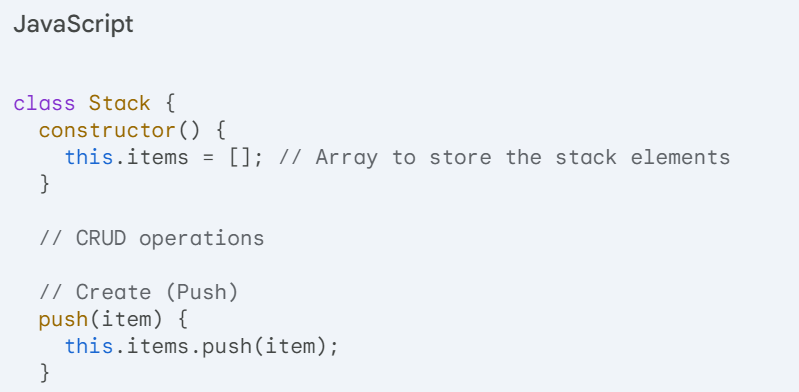 JavaScript
class Stack {
constructor() {
this.items = []; // Array to store the stack elements
}
// CRUD operations
// Create (Push)
push(item) {
this.items.push(item);
}